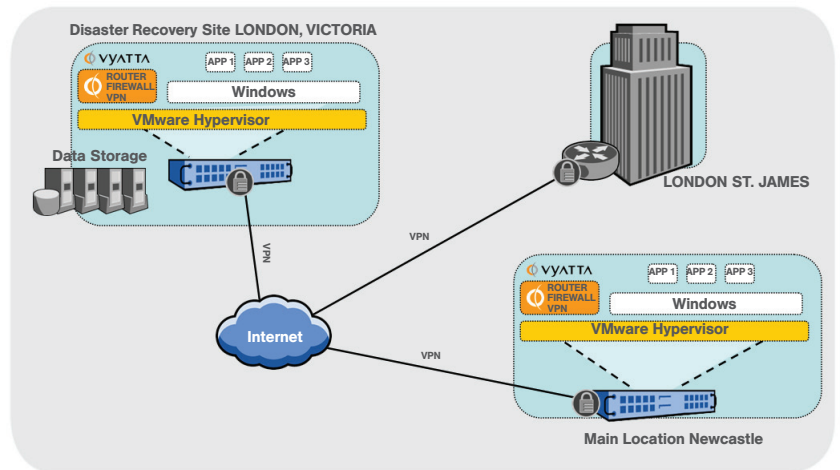 Disaster Recovery Site LONDON, VICTORIA
VYATTA
APP 1 APP 2 APP 3
ROUTER
FIREWALL
VPN
Windows
VMware Hypervisor
Data Storage
LONDON ST. JAMES
VPN
VPN
Internet
VPN
VYATTA
APP 1 APP 2 APP 3
ROUTER
FIREWALL
VPN
Windows
VMware Hypervisor
Main Location Newcastle